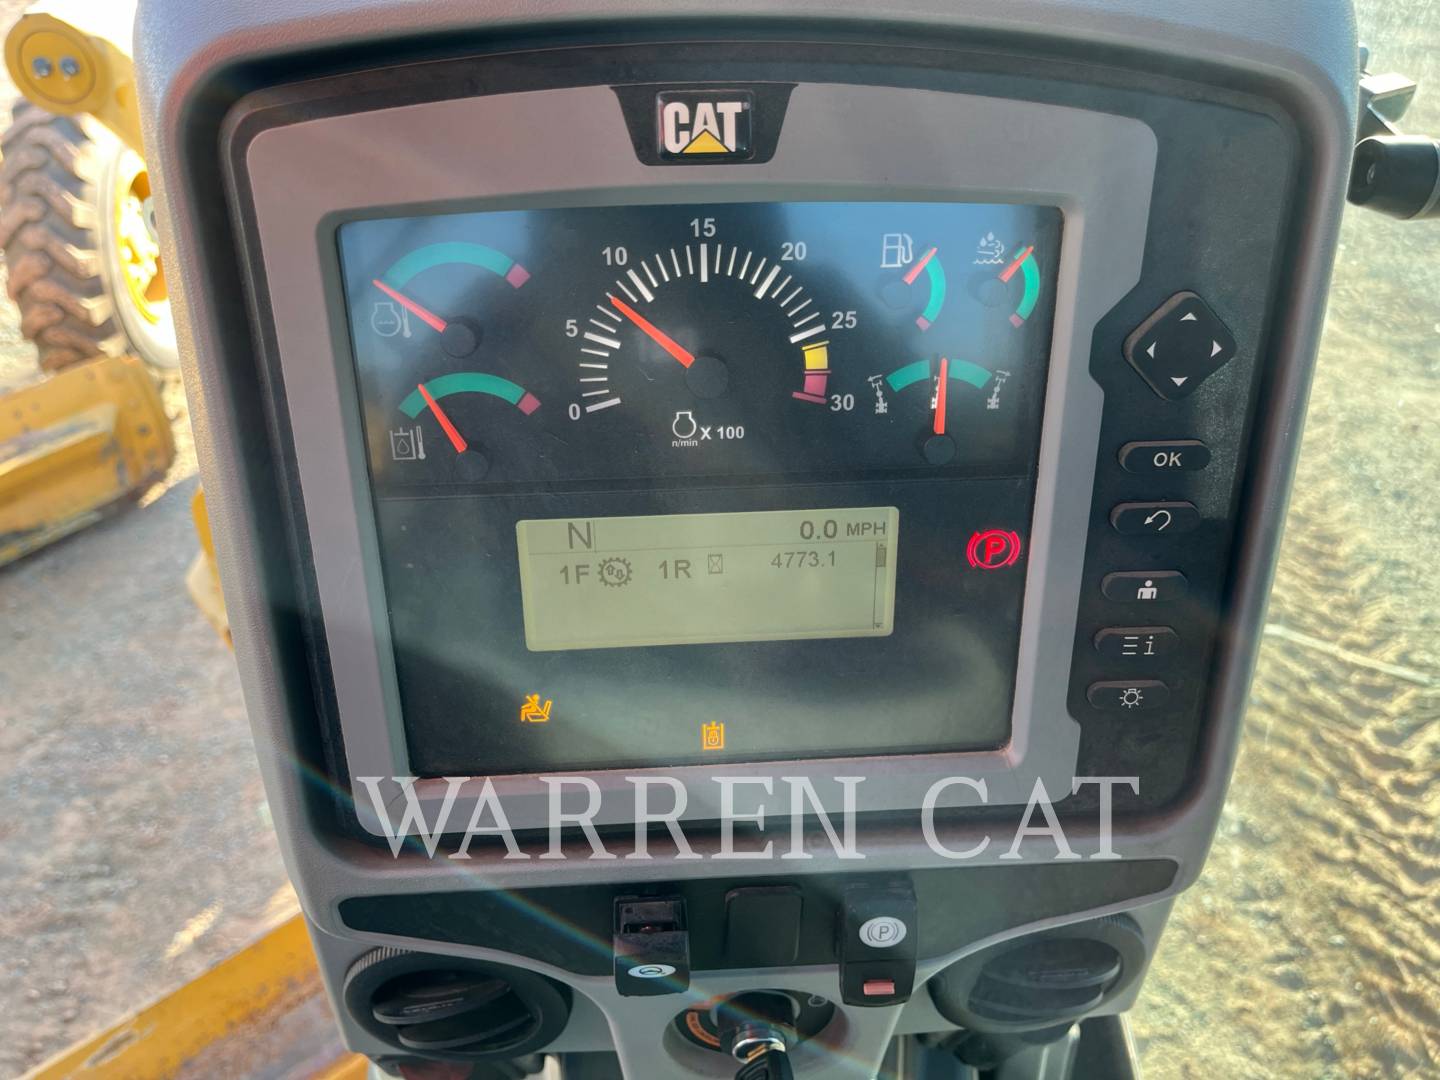 CAT
0 5 10 15 20 25 30
n/min X 100
N 0.0 MPH
1F 1R 4773.1
P
OK
i
WARREN CAT
P